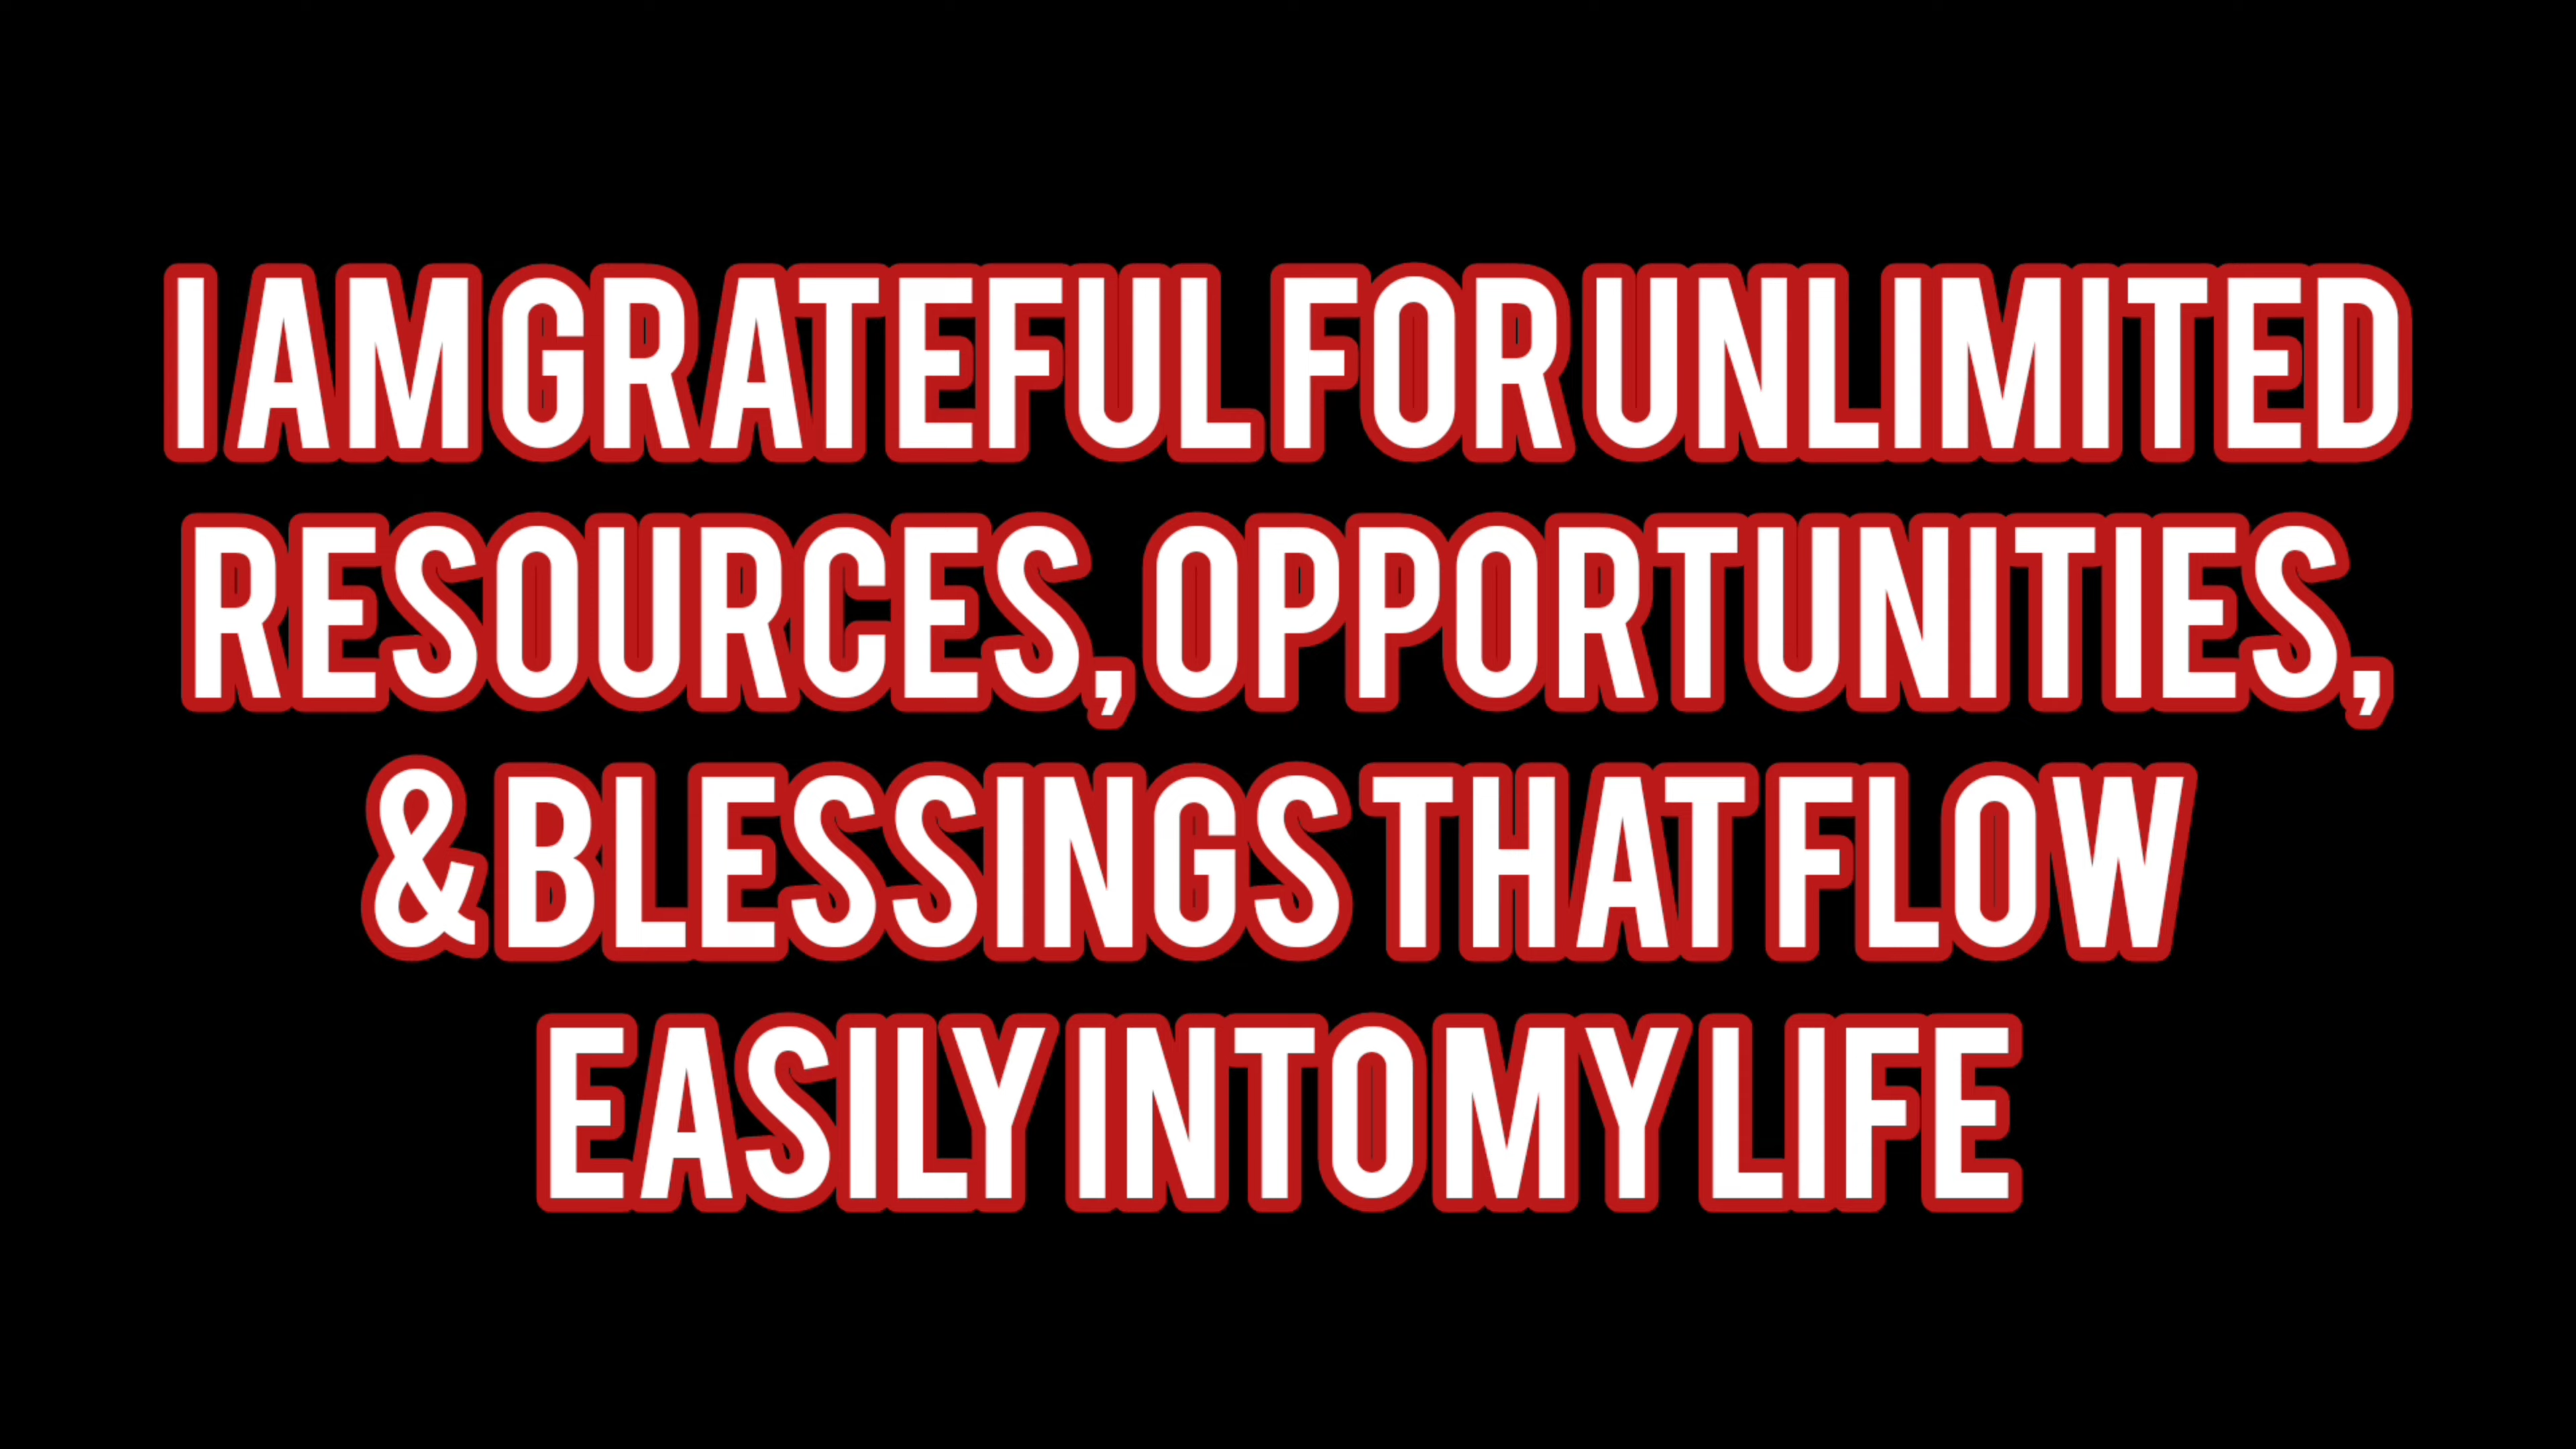 I AM GRATEFUL FOR UNLIMITED
RESOURCES, OPPORTUNITIES,
& BLESSINGS THAT FLOW
EASILY INTO MY LIFE